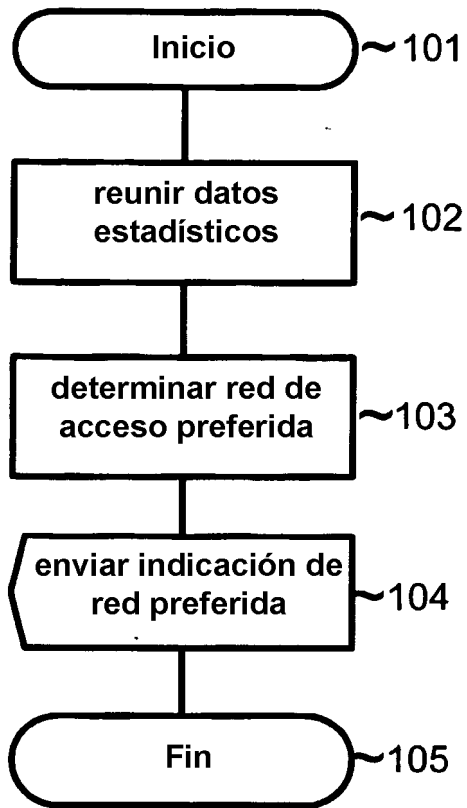 Inicio
101
reunir datos
estadísticos
102
determinar red de
acceso preferida
103
enviar indicación de
red preferida
104
Fin
105